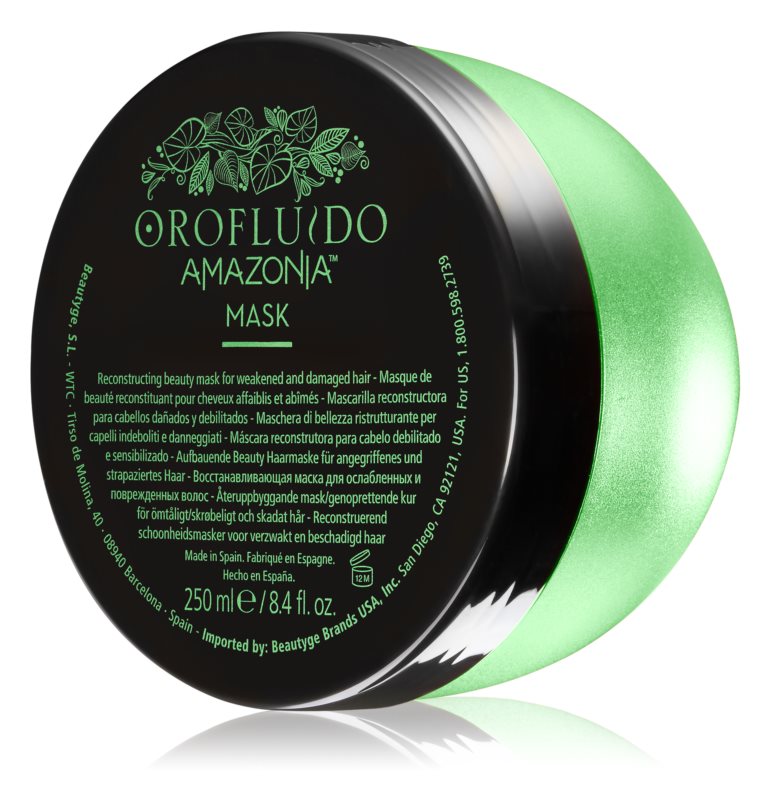 OROFLUIDO
AMAZONIA™
MASK
Reconstructing beauty mask for weakened and damaged hair - Masque de
beauté reconstituant pour cheveux affaiblis et abîmés - Mascarilla reconstructora
para cabellos dañados y debilitados - Maschera di bellezza ristrutturante per
capelli indeboliti e danneggiati - Máscara reconstrutora para cabelo debilitado
e sensibilizado - Aufbauende Beauty Haarmaske für angegriffenes und
strapaziertes Haar - Восстанавливающая маска для ослабленных и
поврежденных волос - Återuppbyggande mask/genoprettende kur
för ömtåligt/skrøbeligt och skadat hår - Reconstruerend
schoonheidsmasker voor verzwakt en beschadigd haar
Made in Spain. Fabriqué en Espagne.
Hecho en España.
12 M
250 ml ℮ / 8.4 fl. oz.
Beautyge, S.L. - WTC · Tirso de Molina, 40 · 08940 Barcelona · Spain - Imported by: Beautyge Brands USA, Inc. San Diego, CA 92121, USA. For US, 1.800.598.2739